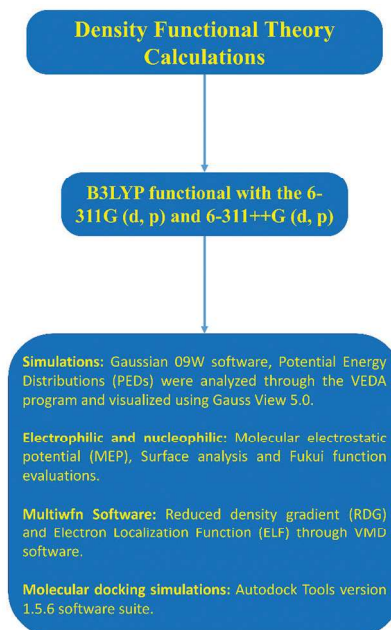 Density Functional Theory
Calculations
B3LYP functional with the 6-
311G (d, p) and 6-311++G (d, p)
Simulations: Gaussian 09W software, Potential Energy
Distributions (PEDs) were analyzed through the VEDA
program and visualized using Gauss View 5.0.
Electrophilic and nucleophilic: Molecular electrostatic
potential (MEP), Surface analysis and Fukui function
evaluations.
Multiwfn Software: Reduced density gradient (RDG)
and Electron Localization Function (ELF) through VMD
software.
Molecular docking simulations: Autodock Tools version
1.5.6 software suite.